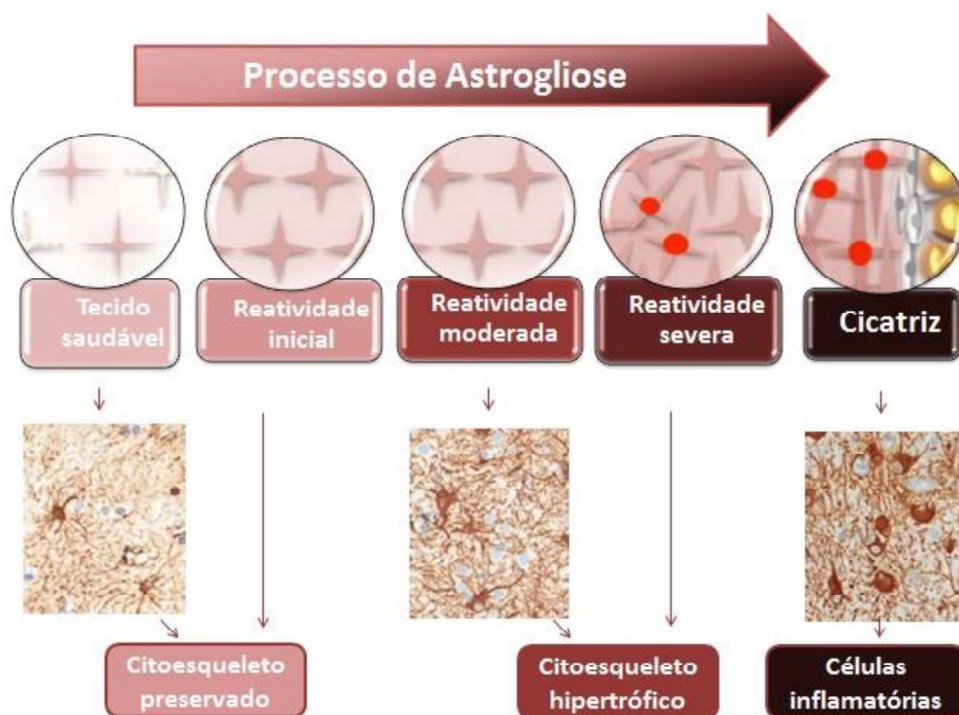 Processo de Astrogliose
Tecido
saudável
Reatividade
inicial
Reatividade
moderada
Reatividade
severa
Cicatriz
Citoesqueleto
preservado
Citoesqueleto
hipertrófico
Células
inflamatórias